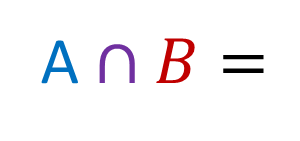 A ∩ B =